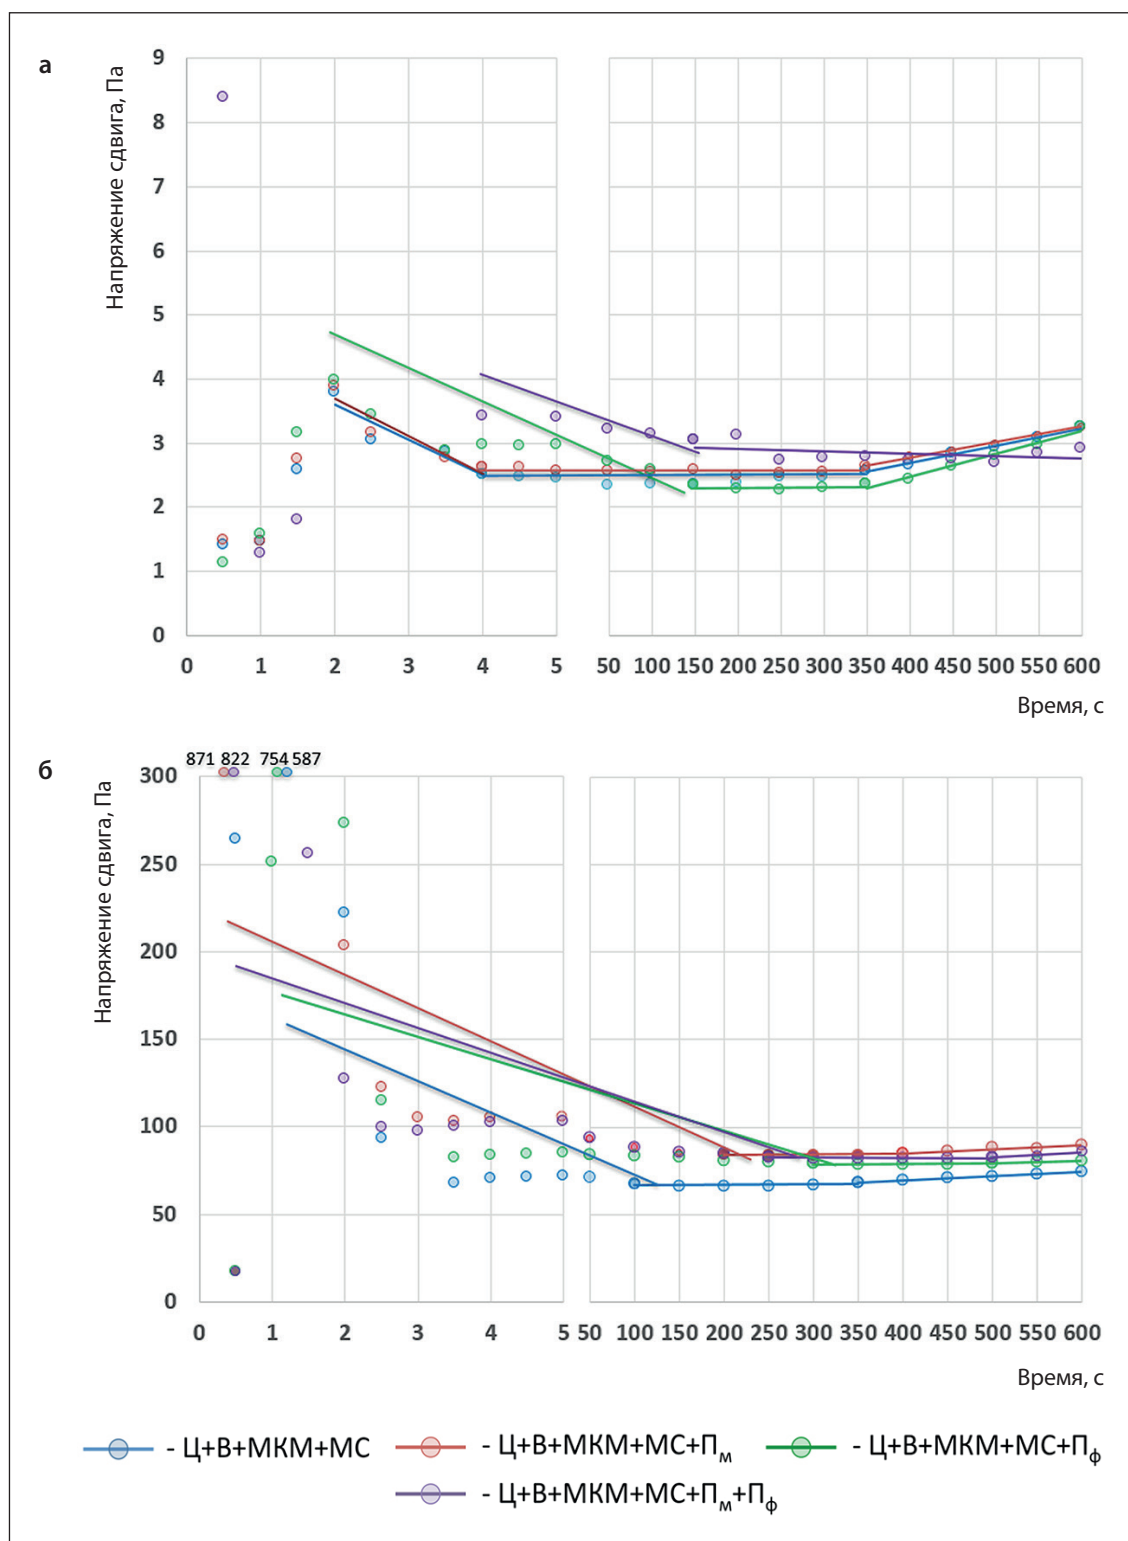 а
Напряжение сдвига, Па
9
8
7
6
5
4
3
2
1
0
0 1 2 3 4 5 50 100 150 200 250 300 350 400 450 500 550 600
Время, с
б
Напряжение сдвига, Па
871 822 754 587
300
250
200
150
100
50
0
0 1 2 3 4 5 50 100 150 200 250 300 350 400 450 500 550 600
Время, с
- Ц+В+МКМ+МС - Ц+В+МКМ+МС+Пм - Ц+В+МКМ+МС+Пф
- Ц+В+МКМ+МС+Пм+Пф